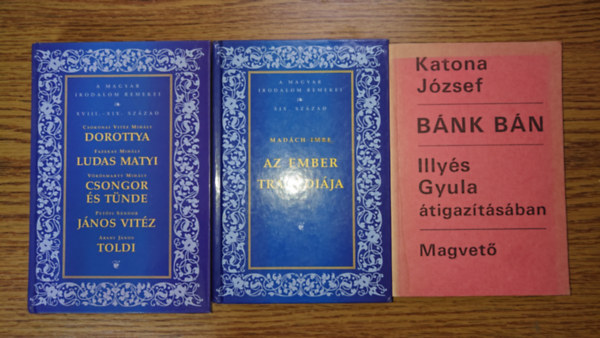 A MAGYAR
IRODALOM REMEKEI
XVIII.–XIX. SZÁZAD
CSOKONAI VITÉZ MIHÁLY
DOROTTYA
FAZEKAS MIHÁLY
LUDAS MATYI
VÖRÖSMARTY MIHÁLY
CSONGOR
ÉS TÜNDE
PETŐFI SÁNDOR
JÁNOS VITÉZ
ARANY JÁNOS
TOLDI
A MAGYAR
IRODALOM REMEKEI
XIX. SZÁZAD
MADÁCH IMRE
AZ EMBER
TRAGÉDIÁJA
Katona
József
BÁNK BÁN
Illyés
Gyula
átigazításában
Magvető